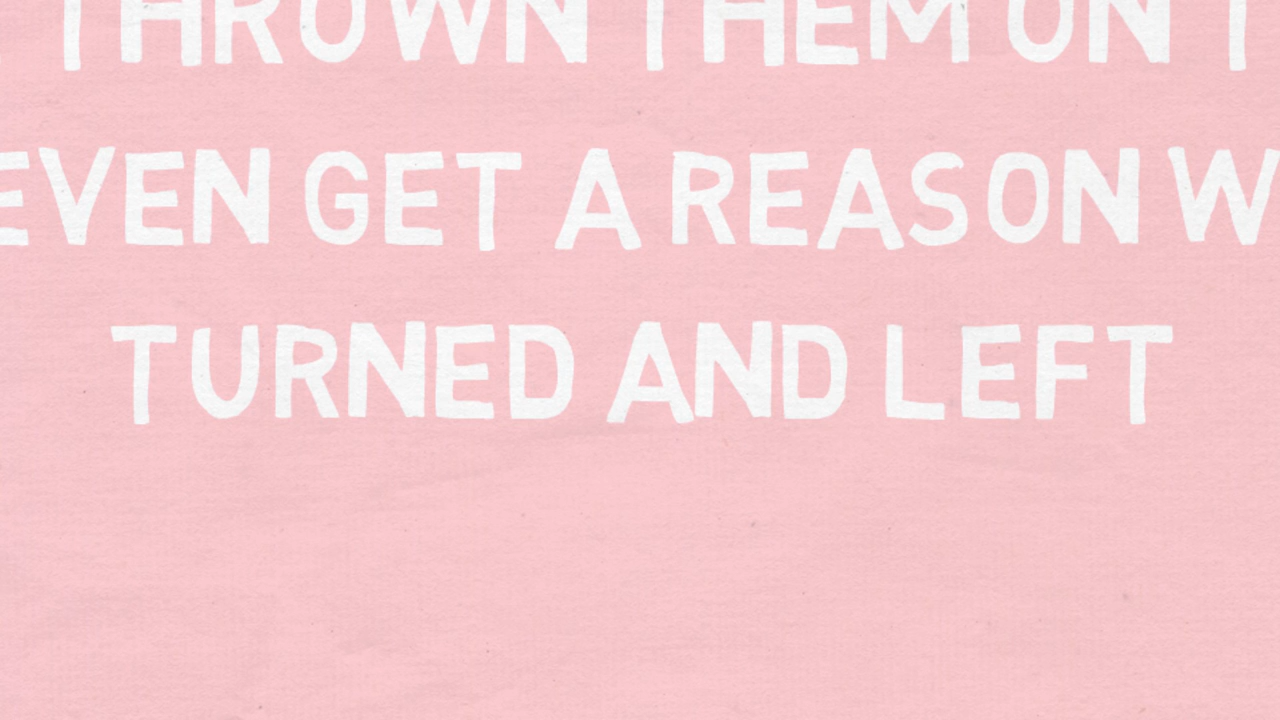 THROWN THEM ON T
EVEN GET A REASON W
TURNED AND LEFT